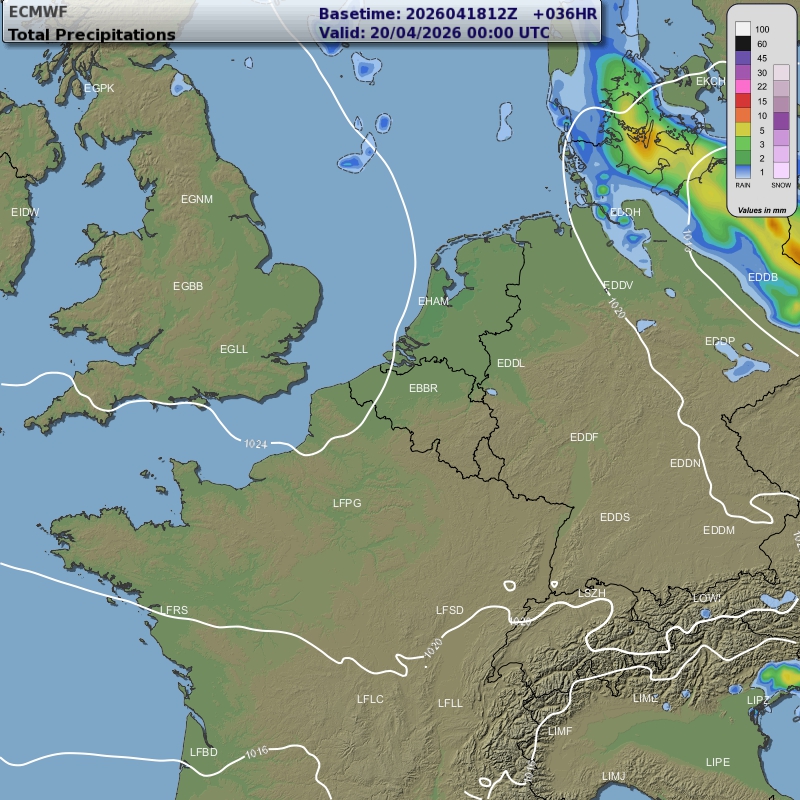 ECMWF
Basetime: 2026041812Z +036HR
Total Precipitations
Valid: 20/04/2026 00:00 UTC
100
60
45
30
22
15
10
5
3
2
1
RAIN
SNOW
Values in mm
EGPK
EKCH
EIDW
EGNM
EDDH
EGBB
EDDV
EDDB
EHAM
1020
EGLL
EDDP
EDDL
EBBR
1024
EDDF
EDDN
LFPG
EDDS
EDDM
LSZH
LOWI
LFRS
LFSD
1020
LFLC
LFLL
LIML
LIPZ
LIMF
LFBD
1016
LIPE
LIMJ